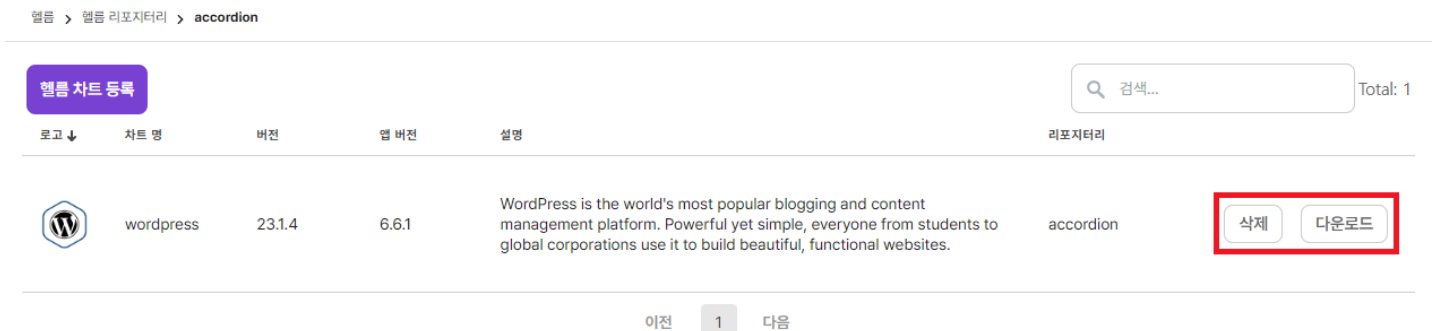 헬름 > 헬름 리포지터리 > accordion
헬름 차트 등록
검색...
Total: 1
로고 차트 명 버전 앱 버전 설명 리포지터리
wordpress 23.1.4 6.6.1
WordPress is the world's most popular blogging and content
management platform. Powerful yet simple, everyone from students to
global corporations use it to build beautiful, functional websites.
accordion
삭제 다운로드
이전 1 다음